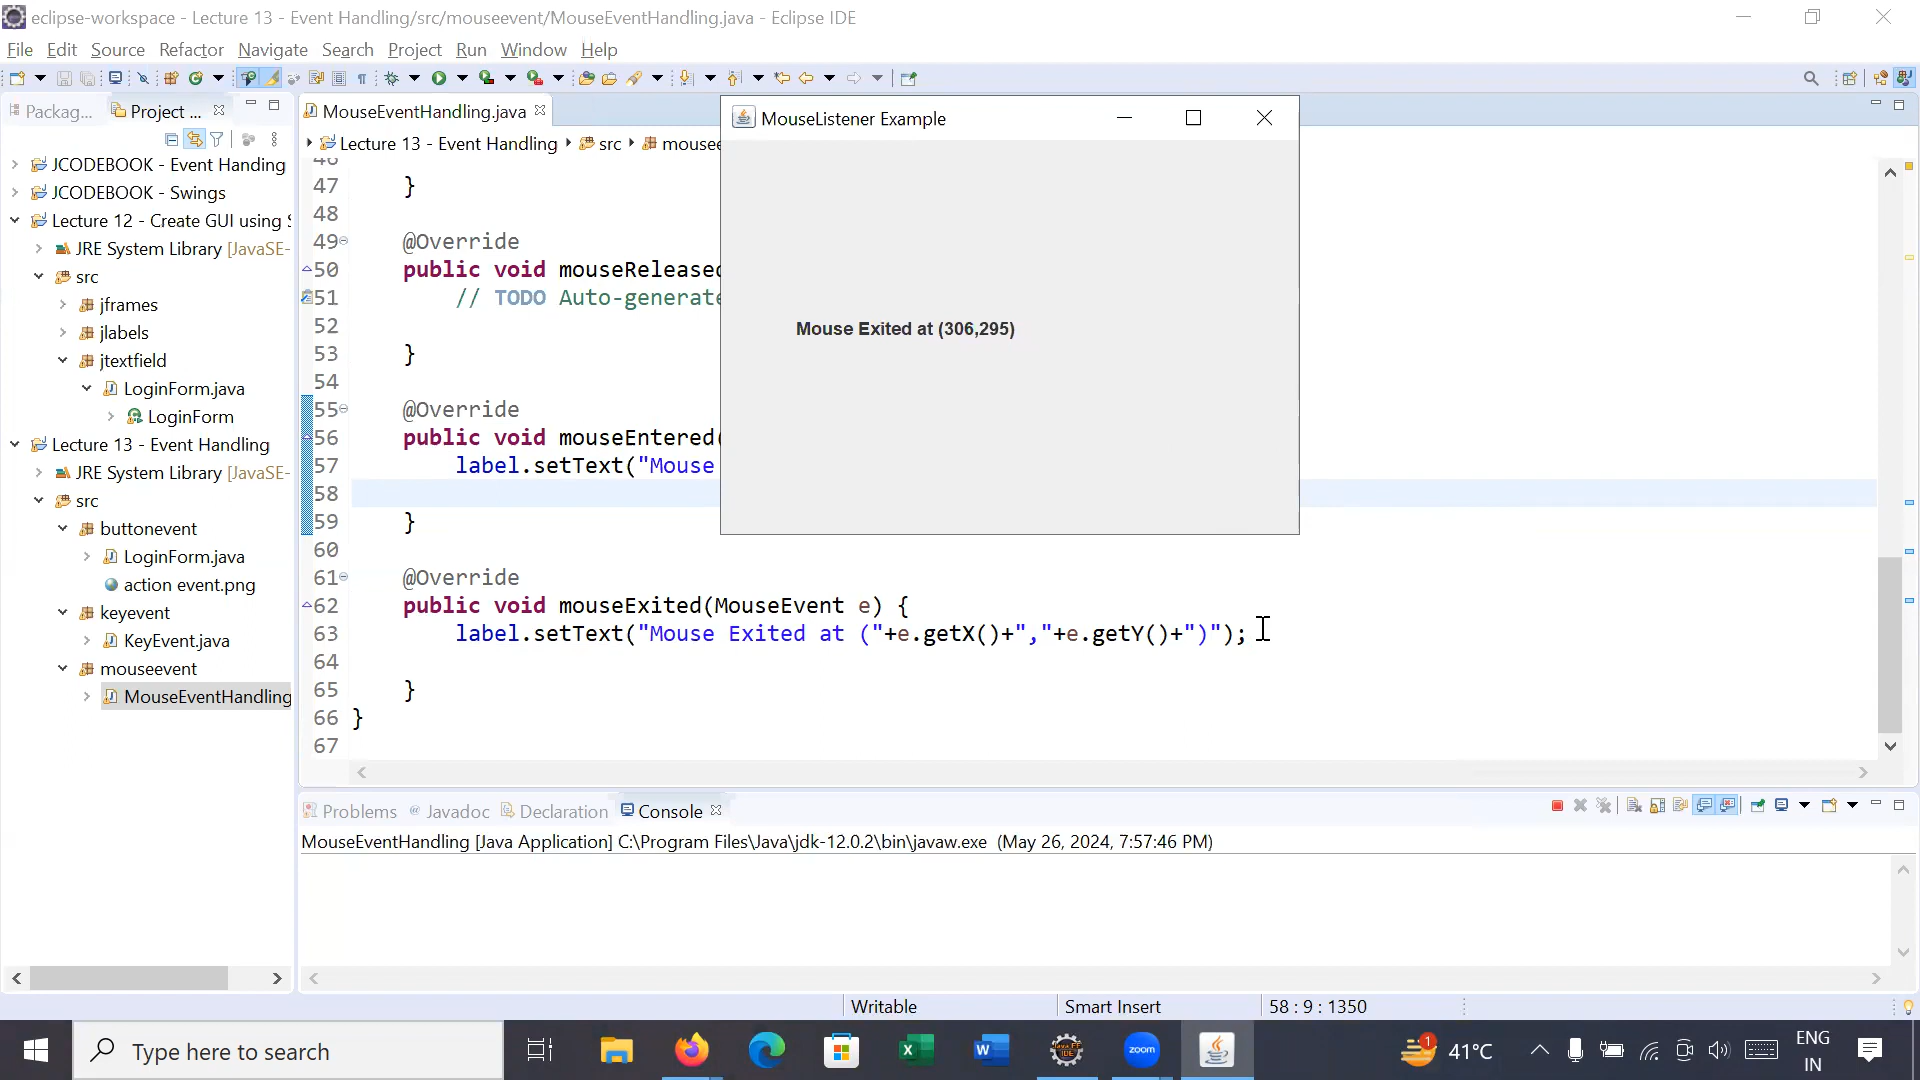 eclipse-workspace - Lecture 13 - Event Handling/src/mouseevent/MouseEventHandling.java - Eclipse IDE
File Edit Source Refactor Navigate Search Project Run Window Help
Packag... Project ...
MouseEventHandling.java
MouseListener Example
Lecture 13 - Event Handling src mousee
JCODEBOOK - Event Handing
JCODEBOOK - Swings
Lecture 12 - Create GUI using S
JRE System Library [JavaSE-
src
jframes
jlabels
jtextfield
LoginForm.java
LoginForm
Lecture 13 - Event Handling
JRE System Library [JavaSE-
src
buttonevent
LoginForm.java
action event.png
keyevent
KeyEvent.java
mouseevent
MouseEventHandling
46
47 }
48
49 @Override
50 public void mouseReleased
51 // TODO Auto-generate
52
53 }
54
55 @Override
56 public void mouseEntered(
57 label.setText("Mouse
58
59 }
60
61 @Override
62 public void mouseExited(MouseEvent e) {
63 label.setText("Mouse Exited at ("+e.getX()+","+e.getY()+")");
64
65 }
66 }
67
Mouse Exited at (306,295)
Problems @ Javadoc Declaration Console
MouseEventHandling [Java Application] C:\Program Files\Java\jdk-12.0.2\bin\javaw.exe (May 26, 2024, 7:57:46 PM)
Writable Smart Insert 58 : 9 : 1350
Type here to search
Java EE
IDE
zoom
1
41°C
ENG
IN